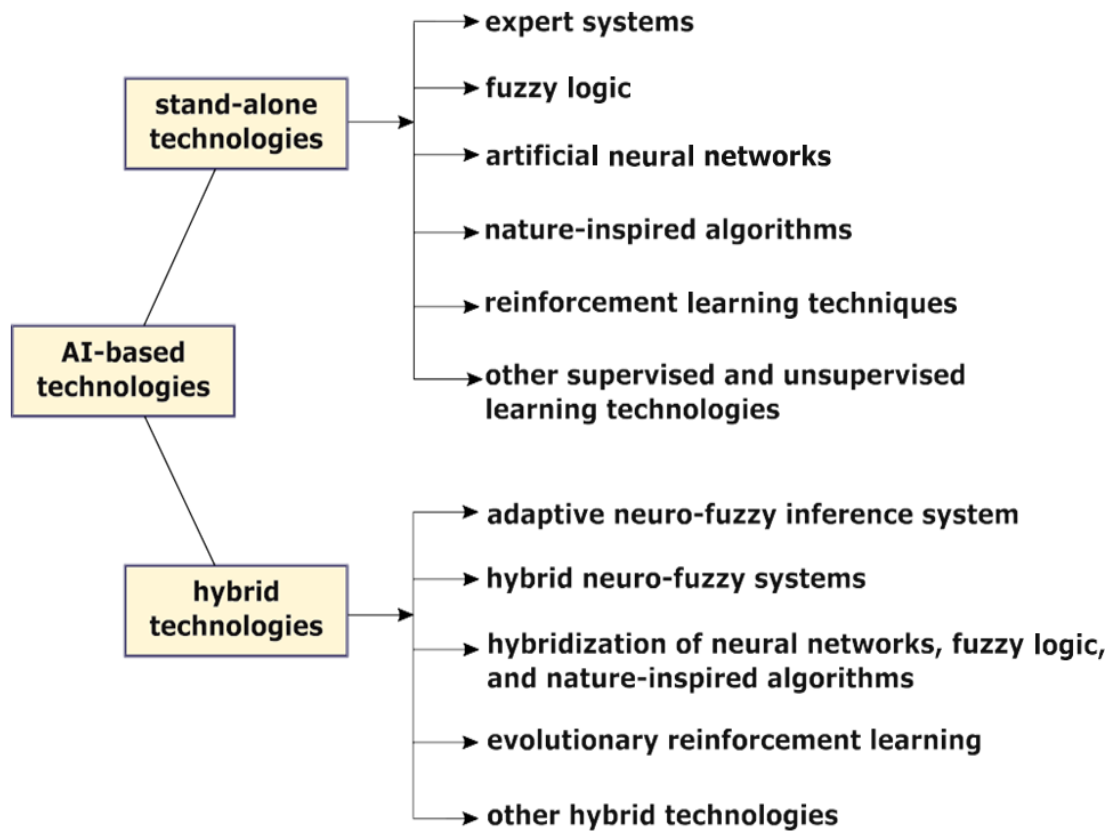 expert systems
stand-alone
technologies
fuzzy logic
artificial neural networks
nature-inspired algorithms
reinforcement learning techniques
AI-based
technologies
other supervised and unsupervised
learning technologies
adaptive neuro-fuzzy inference system
hybrid
technologies
hybrid neuro-fuzzy systems
hybridization of neural networks, fuzzy logic,
and nature-inspired algorithms
evolutionary reinforcement learning
other hybrid technologies